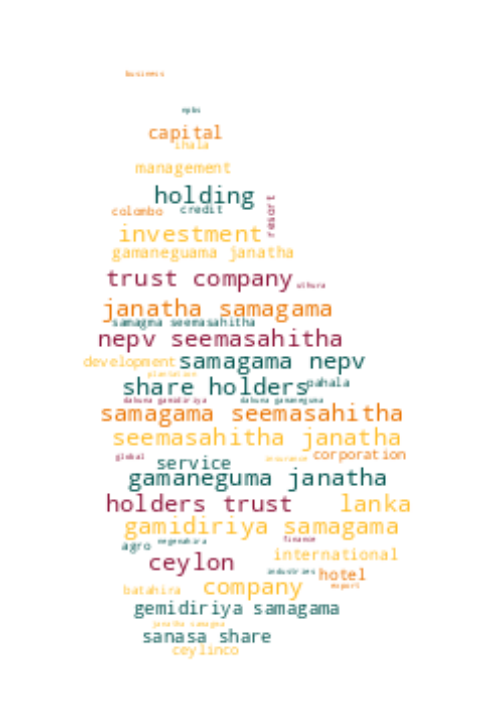 business
npbs
capital
ihala
management
holding
resort
colombo credit
investment
gamaneguama janatha
trust company
uthura
janatha samagama
samagma seemasahitha
nepv seemasahitha
development samagama nepv
plantation
share holders pahala
dakuna gamidiriya dakuna gamaneguma
samagama seemasahitha
seemasahitha janatha
global service insurance corporation
gamaneguma janatha
holders trust lanka
gamidiriya samagama
agro negenahira finance
international
ceylon
industries hotel
batahira company export
gemidiriya samagama
janatha samagma
sanasa share
ceylinco